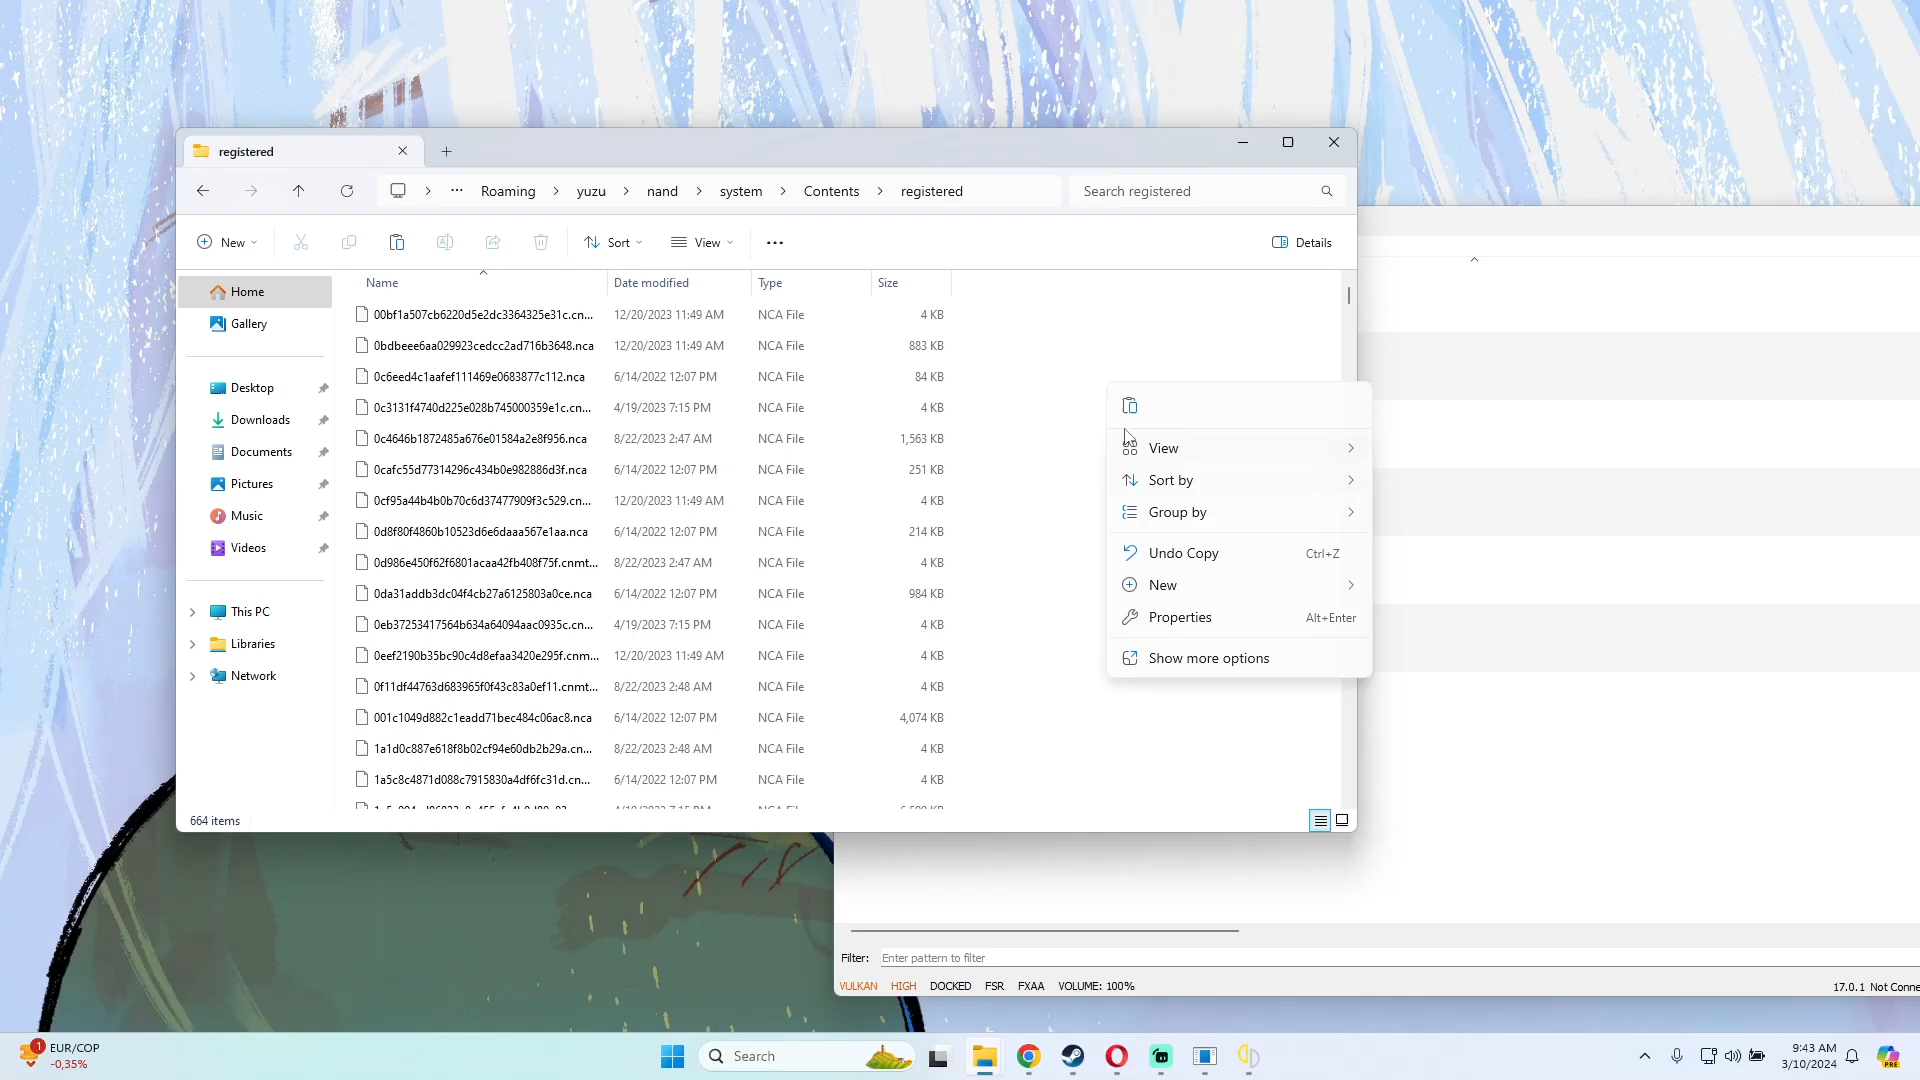 registered
Roaming
yuzu
nand
system
Contents
registered
Search registered
New
Sort
View
Details
Name
Date modified
Type
Size
Home
Gallery
Desktop
Downloads
Documents
Pictures
Music
Videos
This PC
Libraries
Network
00bf1a507cb6220d5e2dc3364325e31c.cn... 12/20/2023 11:49 AM NCA File 4 KB
0bdbeee6aa029923cedcc2ad716b3648.nca 12/20/2023 11:49 AM NCA File 883 KB
0c6eed4c1aafef111469e0683877c112.nca 6/14/2022 12:07 PM NCA File 84 KB
0c3131f4740d225e028b745000359e1c.cn... 4/19/2023 7:15 PM NCA File 4 KB
0c4646b1872485a676e01584a2e8f956.nca 8/22/2023 2:47 AM NCA File 1,563 KB
0cafc55d77314296c434b0e982886d3f.nca 6/14/2022 12:07 PM NCA File 251 KB
0cf95a44b4b0b70c6d37477909f3c529.cn... 12/20/2023 11:49 AM NCA File 4 KB
0d8f80f4860b10523d6e6daaa567e1aa.nca 6/14/2022 12:07 PM NCA File 214 KB
0d986e450f62f6801acaa42fb408f75f.cnmt... 8/22/2023 2:47 AM NCA File 4 KB
0da31addb3dc04f4cb27a6125803a0ce.nca 6/14/2022 12:07 PM NCA File 984 KB
0eb37253417564b634a64094aac0935c.cn... 4/19/2023 7:15 PM NCA File 4 KB
0eef2190b35bc90c4d8efaa3420e295f.cnm... 12/20/2023 11:49 AM NCA File 4 KB
0f11df44763d683965f0f43c83a0ef11.cnmt... 8/22/2023 2:48 AM NCA File 4 KB
001c1049d882c1eadd71bec484c06ac8.nca 6/14/2022 12:07 PM NCA File 4,074 KB
1a1d0c887e618f8b02cf94e60db2b29a.cn... 8/22/2023 2:48 AM NCA File 4 KB
1a5c8c4871d088c7915830a4df6fc31d.cn... 6/14/2022 12:07 PM NCA File 4 KB
664 items
View
Sort by
Group by
Undo Copy Ctrl+Z
New
Properties Alt+Enter
Show more options
Filter: Enter pattern to filter
VULKAN HIGH DOCKED FSR FXAA VOLUME: 100%
17.0.1 Not Conne
1
EUR/COP
-0,35%
Search
9:43 AM
3/10/2024
PRE